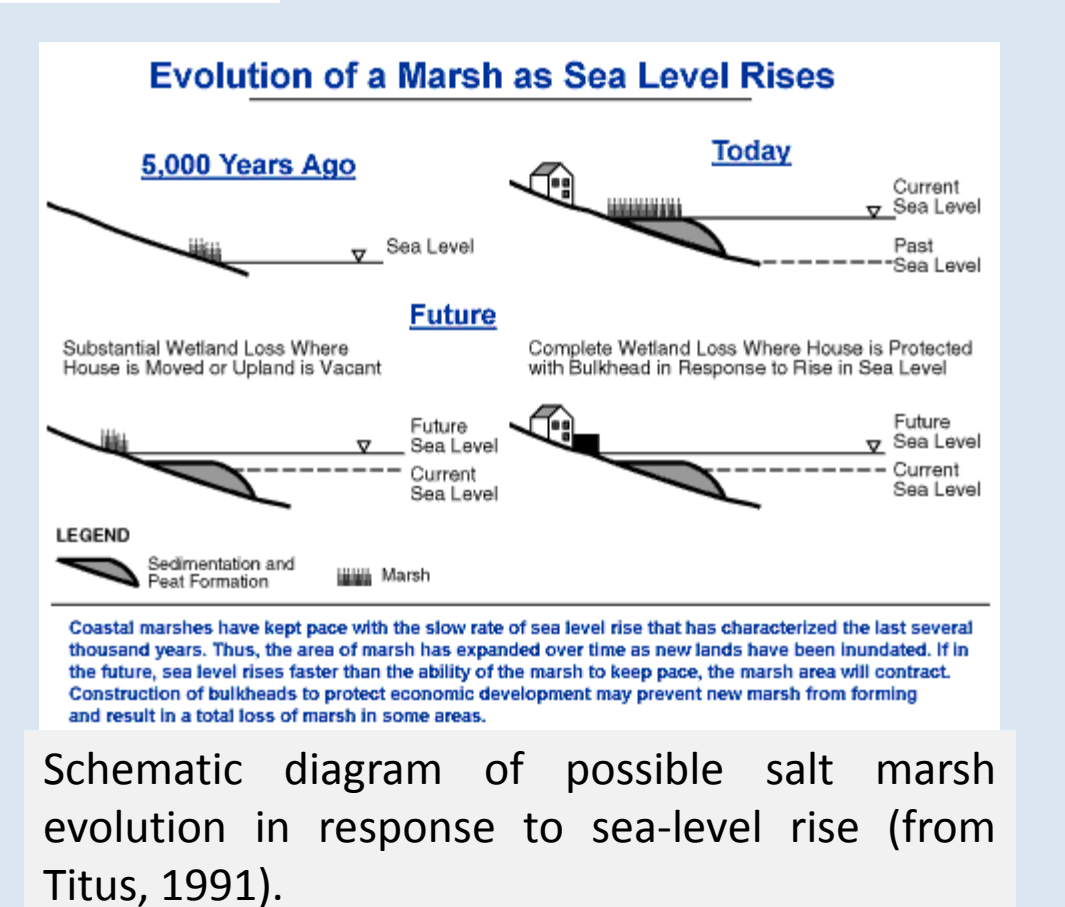 Evolution of a Marsh as Sea Level Rises
5,000 Years Ago
Sea Level
Today
Current
Sea Level
Past
Sea Level
Future
Substantial Wetland Loss Where
House is Moved or Upland is Vacant
Future
Sea Level
Current
Sea Level
Complete Wetland Loss Where House is Protected
with Bulkhead in Response to Rise in Sea Level
Future
Sea Level
Current
Sea Level
LEGEND
Sedimentation and
Peat Formation
Marsh
Coastal marshes have kept pace with the slow rate of sea level rise that has characterized the last several
thousand years. Thus, the area of marsh has expanded over time as new lands have been inundated. If in
the future, sea level rises faster than the ability of the marsh to keep pace, the marsh area will contract.
Construction of bulkheads to protect economic development may prevent new marsh from forming
and result in a total loss of marsh in some areas.
Schematic diagram of possible salt marsh
evolution in response to sea-level rise (from
Titus, 1991).